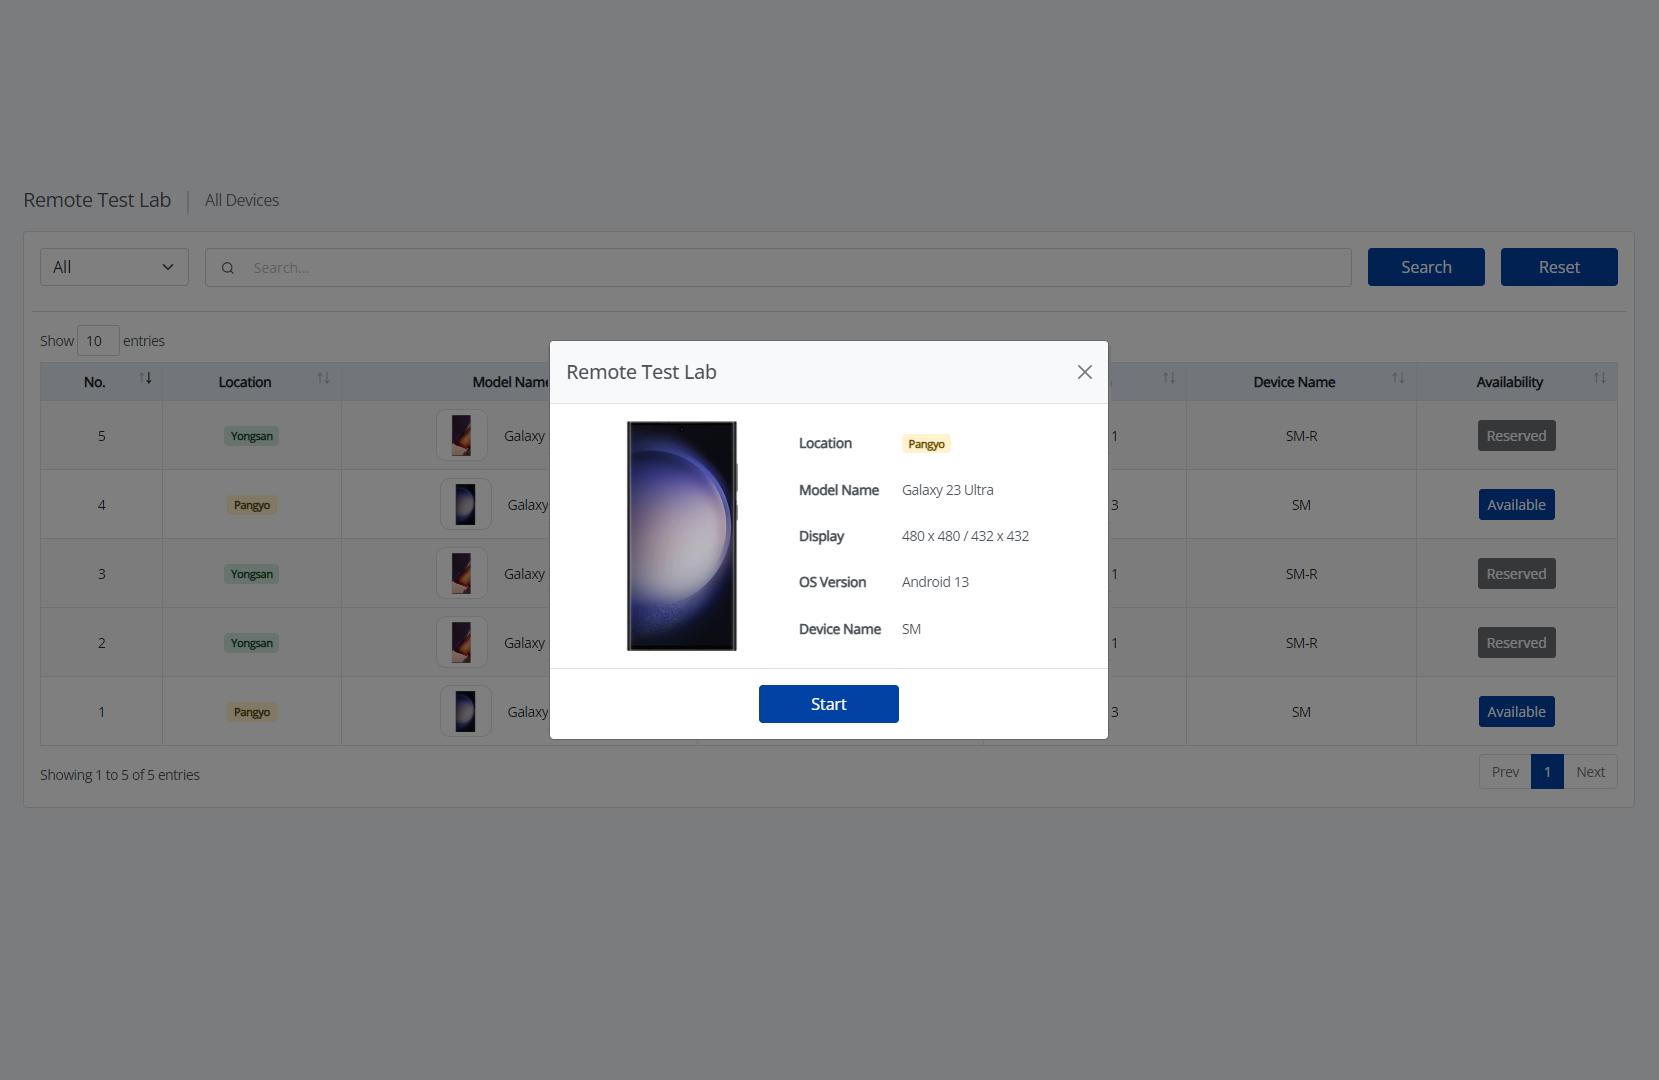 Remote Test Lab All Devices
All Search... Search Reset
Show 10 entries
No. Location Model Name Device Name Availability
5 Yongsan Galaxy 1 SM-R Reserved
4 Pangyo Galaxy 3 SM Available
3 Yongsan Galaxy 1 SM-R Reserved
2 Yongsan Galaxy 1 SM-R Reserved
1 Pangyo Galaxy 3 SM Available
Showing 1 to 5 of 5 entries
Prev 1 Next
Remote Test Lab
Location Pangyo
Model Name Galaxy 23 Ultra
Display 480 x 480 / 432 x 432
OS Version Android 13
Device Name SM
Start